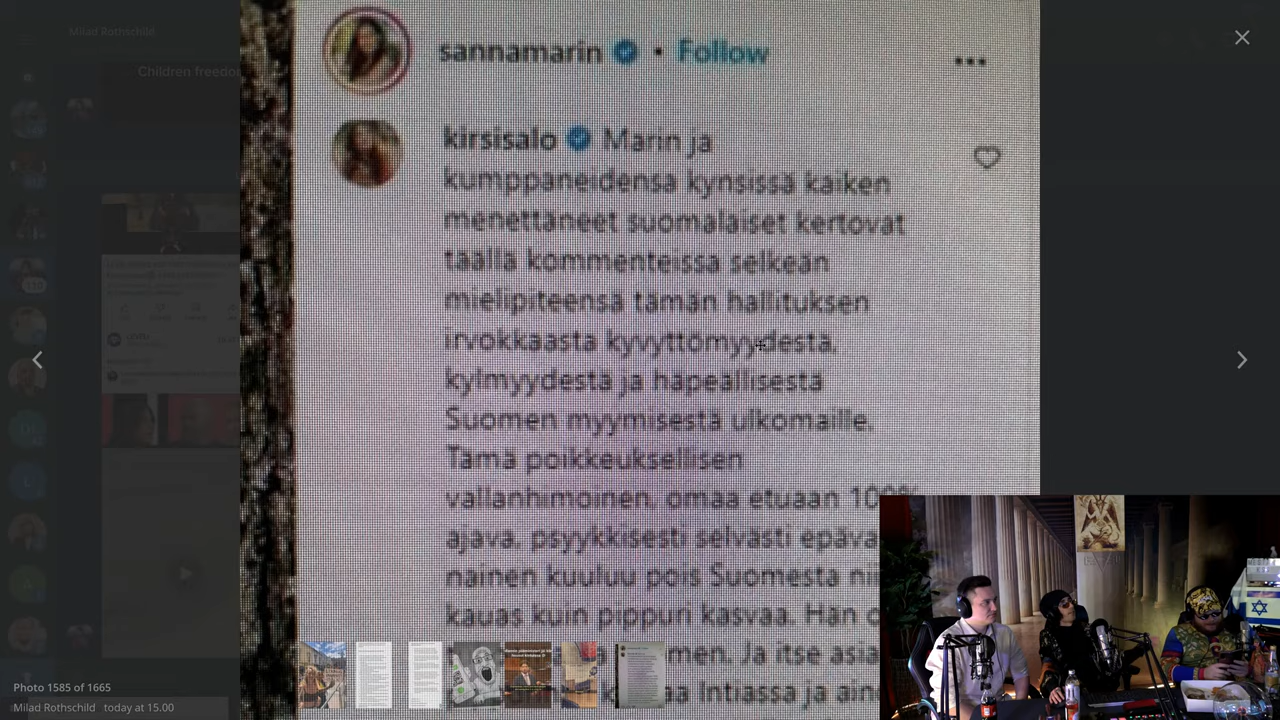 Milad Rothschild
Children freedo
sannamarin • Follow
kirsisalo Marin ja
kumppaneidensa kynsissä kaiken
menettäneet suomalaiset kertovat
täällä kommenteissa selkeän
mielipiteensä tämän hallituksen
irvokkaasta kyvyttömyydestä,
kylmyydestä ja häpeällisestä
Suomen myymisestä ulkomaille.
Tämä poikkeuksellisen
vallanhimoinen, omaa etuaan 100%
ajava, psyykkisesti selvästi epäva
nainen kuuluu pois Suomesta ni
kauas kuin pippuri kasvaa. Hän o
men. Ja itse asia
aa Intiassa ja ain
Photo 1585 of 1665
Milad Rothschild today at 15.00